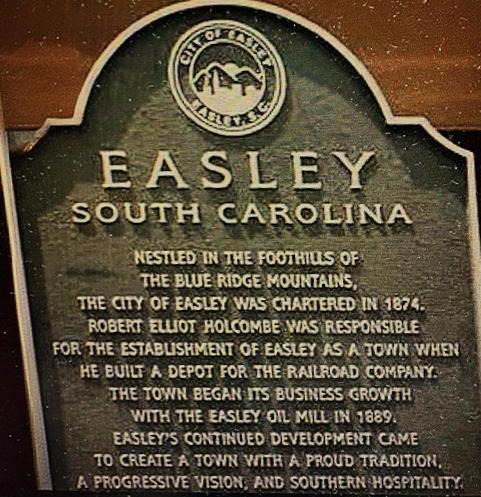 CITY OF EASLEY
EASLEY, S.C.
EASLEY
SOUTH CAROLINA
NESTLED IN THE FOOTHILLS OF
THE BLUE RIDGE MOUNTAINS,
THE CITY OF EASLEY WAS CHARTERED IN 1874.
ROBERT ELLIOT HOLCOMBE WAS RESPONSIBLE
FOR THE ESTABLISHMENT OF EASLEY AS A TOWN WHEN
HE BUILT A DEPOT FOR THE RAILROAD COMPANY.
THE TOWN BEGAN ITS BUSINESS GROWTH
WITH THE EASLEY OIL MILL IN 1889.
EASLEY'S CONTINUED DEVELOPMENT CAME
TO CREATE A TOWN WITH A PROUD TRADITION,
A PROGRESSIVE VISION, AND SOUTHERN HOSPITALITY.